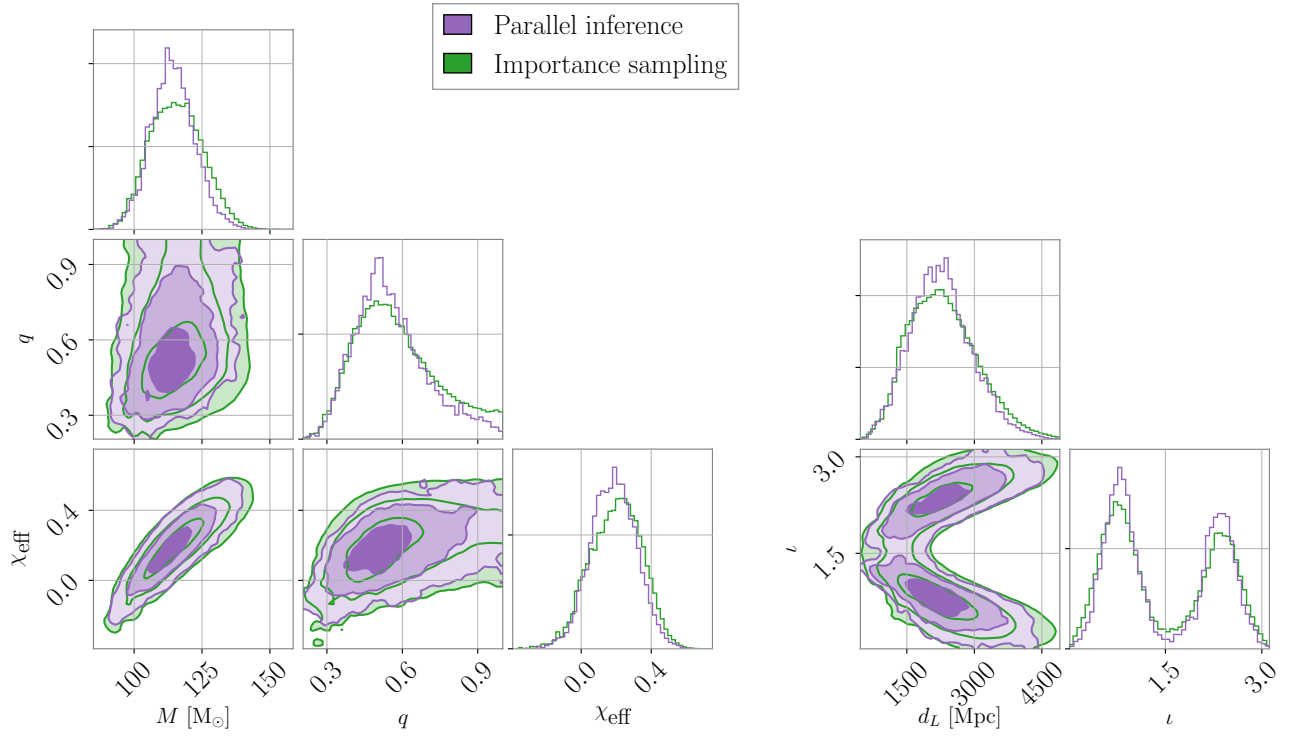 Parallel inference
Importance sampling
0.9
0.6
0.3
q
0.4
0.0
χeff
3.0
1.5
ι
100
125
150
M [M⊙]
0.3
0.6
0.9
q
0.0
0.4
χeff
1500
3000
4500
dL [Mpc]
1.5
3.0
ι